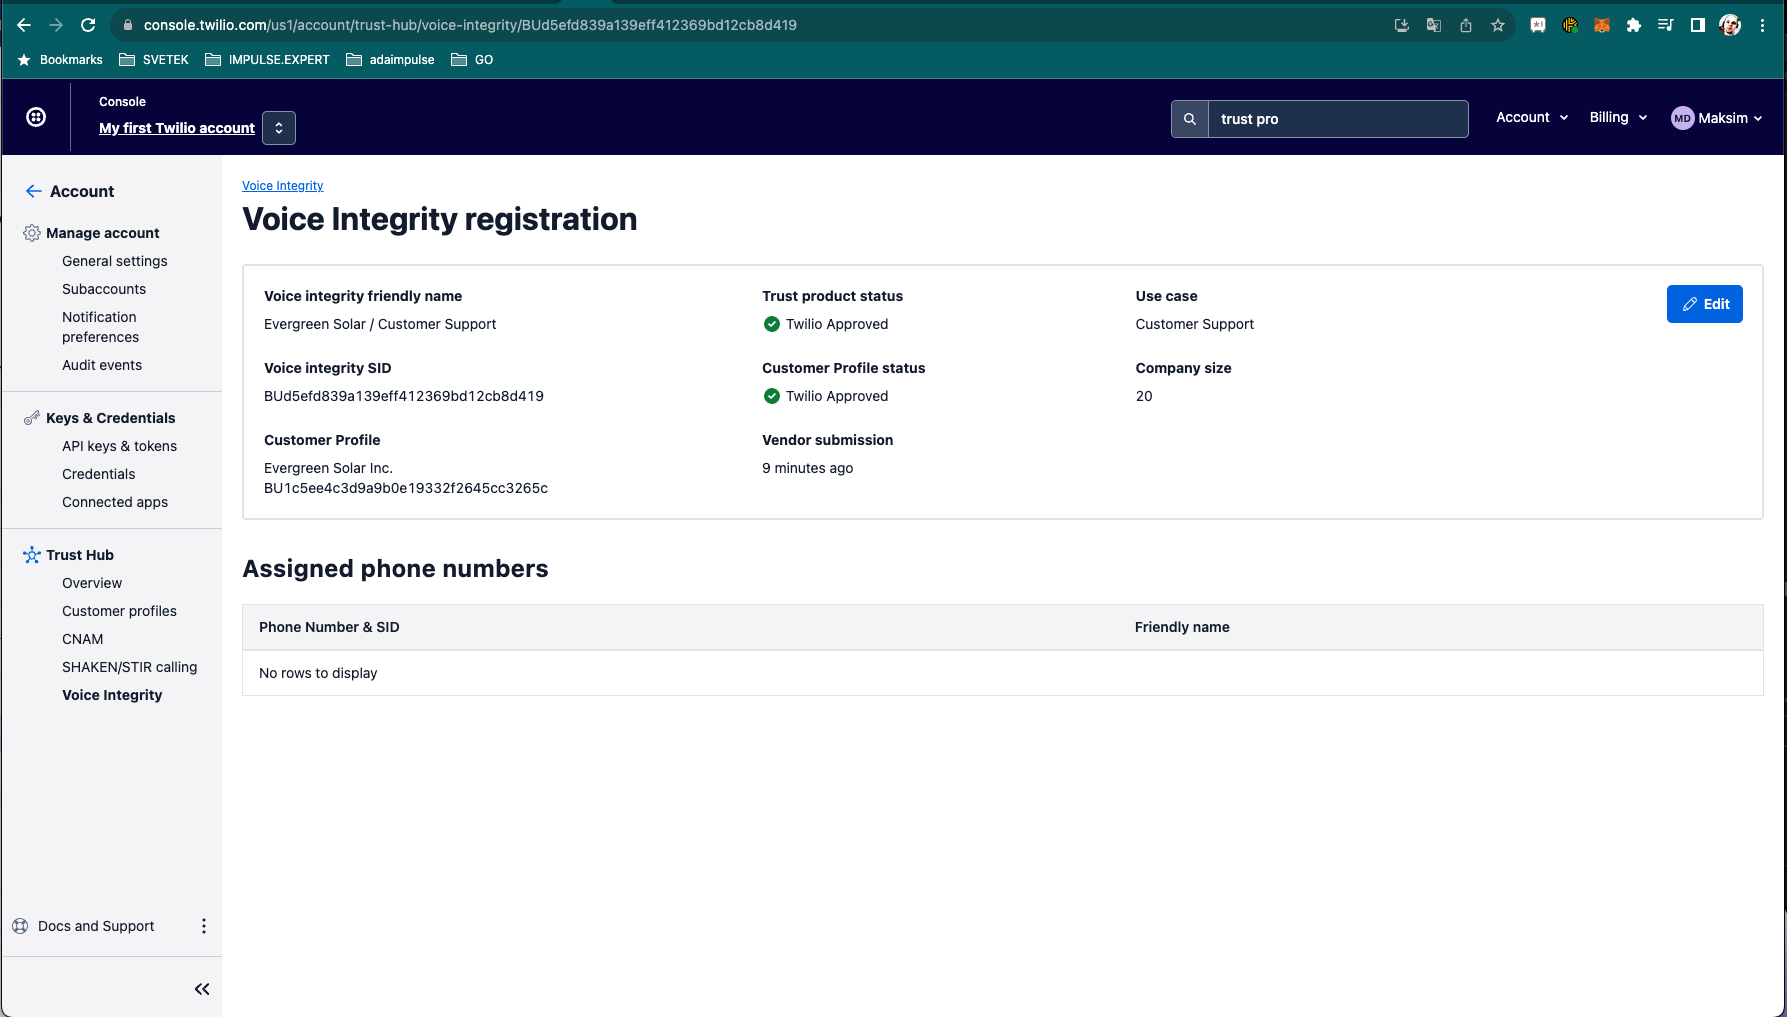 console.twilio.com/us1/account/trust-hub/voice-integrity/BUd5efd839a139eff412369bd12cb8d419
Bookmarks SVETEK IMPULSE.EXPERT adaimpulse GO
Console
My first Twilio account
trust pro
Account Billing MD Maksim
Account
Manage account
General settings
Subaccounts
Notification
preferences
Audit events
Keys & Credentials
API keys & tokens
Credentials
Connected apps
Trust Hub
Overview
Customer profiles
CNAM
SHAKEN/STIR calling
Voice Integrity
Docs and Support
Voice Integrity
Voice Integrity registration
Voice integrity friendly name
Evergreen Solar / Customer Support
Voice integrity SID
BUd5efd839a139eff412369bd12cb8d419
Customer Profile
Evergreen Solar Inc.
BU1c5ee4c3d9a9b0e19332f2645cc3265c
Trust product status
Twilio Approved
Customer Profile status
Twilio Approved
Vendor submission
9 minutes ago
Use case
Customer Support
Company size
20
Edit
Assigned phone numbers
Phone Number & SID Friendly name
No rows to display